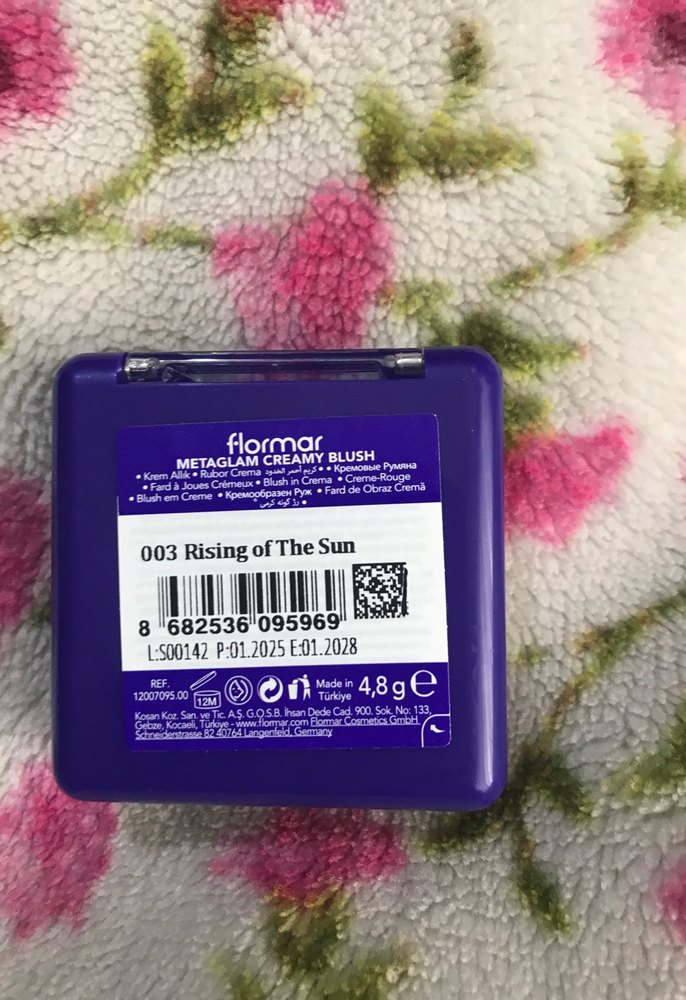 flormar
METAGLAM CREAMY BLUSH
• Krem Allık • Rubor Crema كريم أحمر الخدود • • Кремовые Румяна
• Fard à Joues Crémeux • Blush in Crema • Creme-Rouge
• Blush em Creme • Кремообразен Руж • Fard de Obraz Cremă
رژ گونه کرمی •
003 Rising of The Sun
8 682536 095969
L:S00142 P:01.2025 E:01.2028
REF.
12007095.00
12M
Made in
Türkiye
4,8 g e
Kosan Koz. San. ve Tic. A.Ş. G.O.S.B. İhsan Dede Cad. 900. Sok. No: 133,
Gebze, Kocaeli, Türkiye - www.flormar.com Flormar Cosmetics GmbH
Schneiderstrasse 82 40764 Langenfeld, Germany